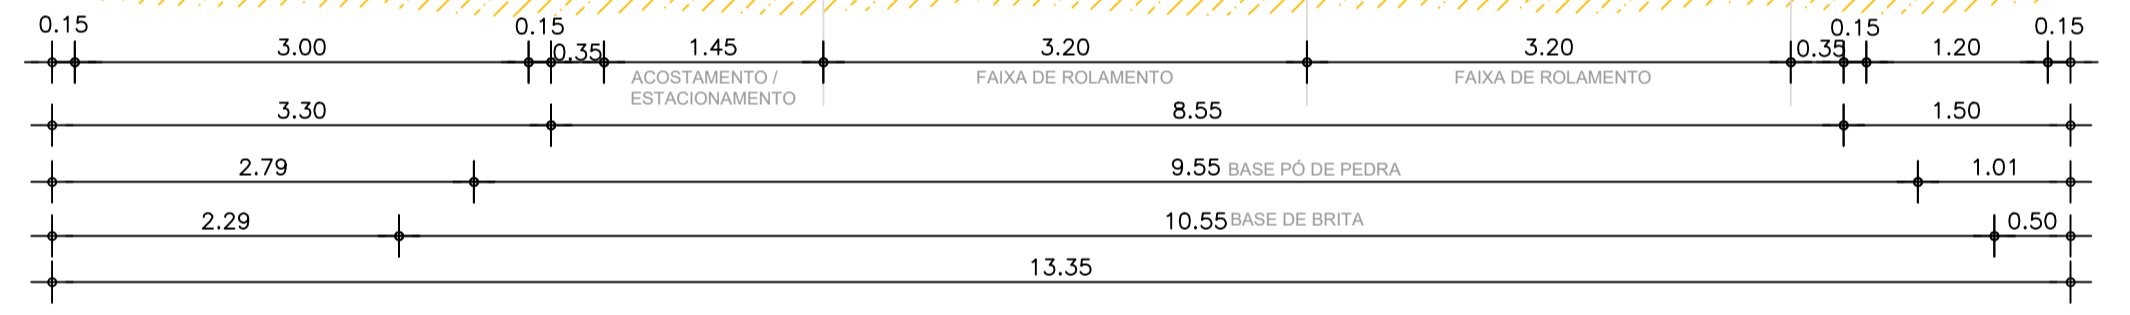 0.15 0.15 0.15 0.15
3.00 0.35 1.45 3.20 3.20 0.35 1.20
ACOSTAMENTO / FAIXA DE ROLAMENTO FAIXA DE ROLAMENTO
ESTACIONAMENTO
3.30 8.55 1.50
2.79 9.55 BASE PÓ DE PEDRA 1.01
2.29 10.55 BASE DE BRITA 0.50
13.35